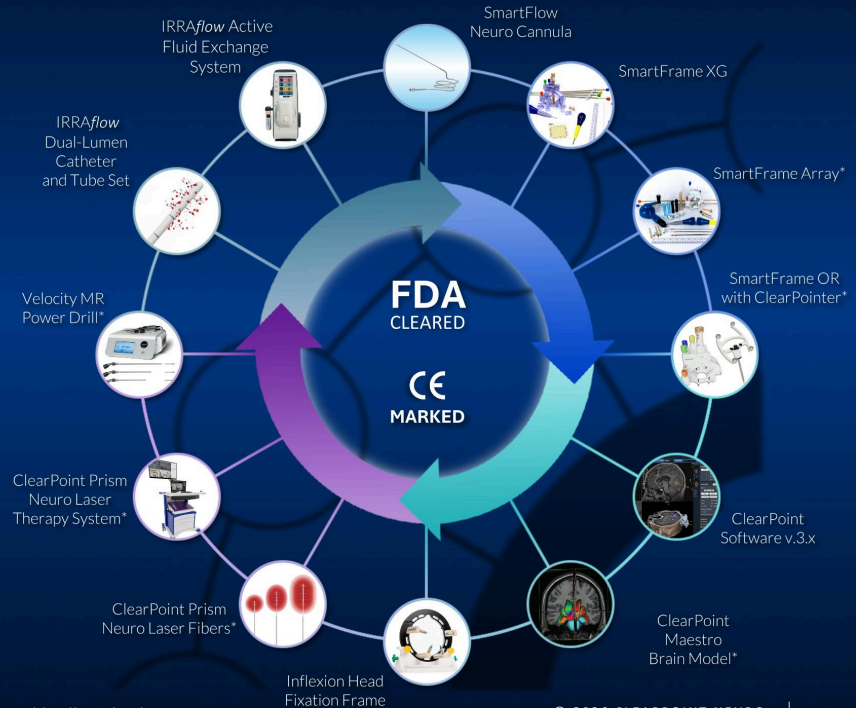 SmartFlow
Neuro Cannula
SmartFrame XG
SmartFrame Array*
SmartFrame OR
with ClearPointer*
ClearPoint
Software v.3.x
ClearPoint
Maestro
Brain Model*
Inflexion Head
Fixation Frame
ClearPoint Prism
Neuro Laser Fibers*
ClearPoint Prism
Neuro Laser
Therapy System*
Velocity MR
Power Drill*
IRRAflow
Dual-Lumen
Catheter
and Tube Set
IRRAflow Active
Fluid Exchange
System
FDA
CLEARED
CE
MARKED